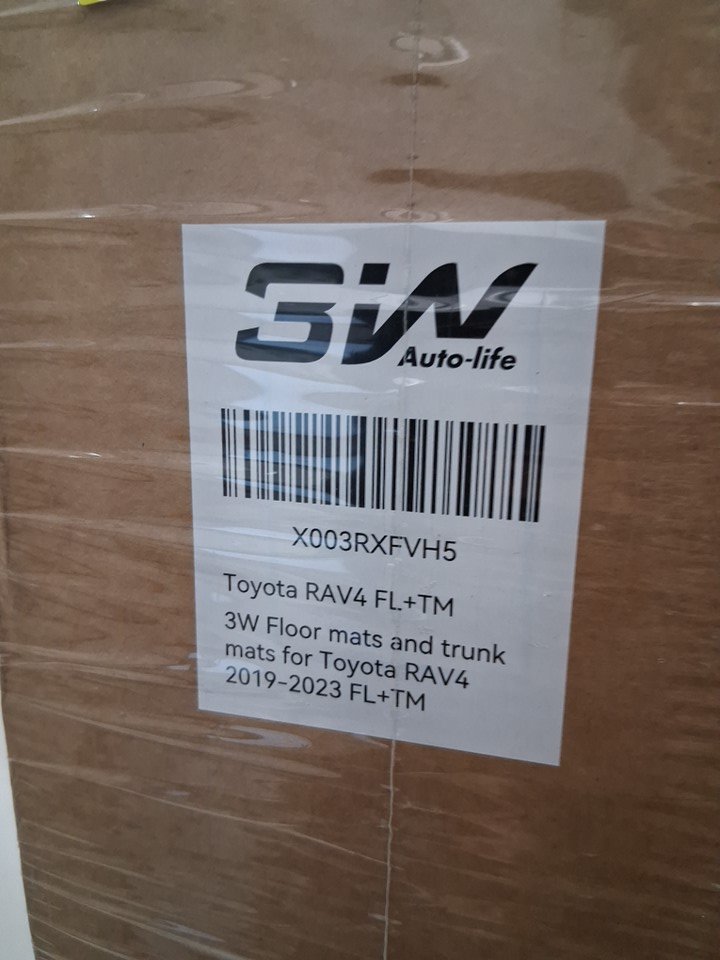 3W
Auto-life
X003RXFVH5
Toyota RAV4 FL+TM
3W Floor mats and trunk
mats for Toyota RAV4
2019-2023 FL+TM